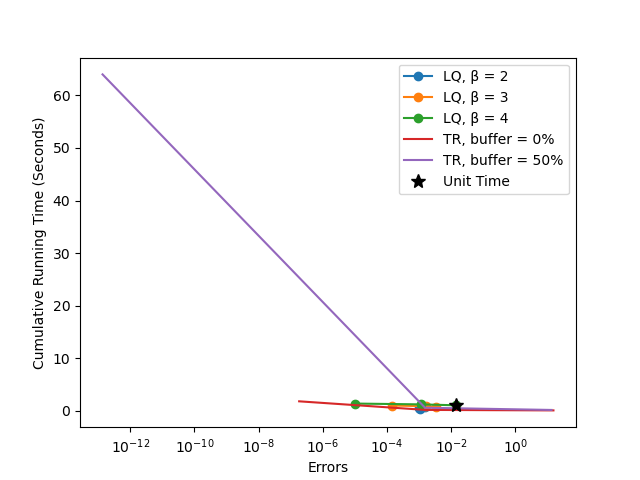 LQ, β = 2
LQ, β = 3
LQ, β = 4
TR, buffer = 0%
TR, buffer = 50%
Unit Time
Cumulative Running Time (Seconds)
60
50
40
30
20
10
0
10⁻¹² 10⁻¹⁰ 10⁻⁸ 10⁻⁶ 10⁻⁴ 10⁻² 10⁰
Errors